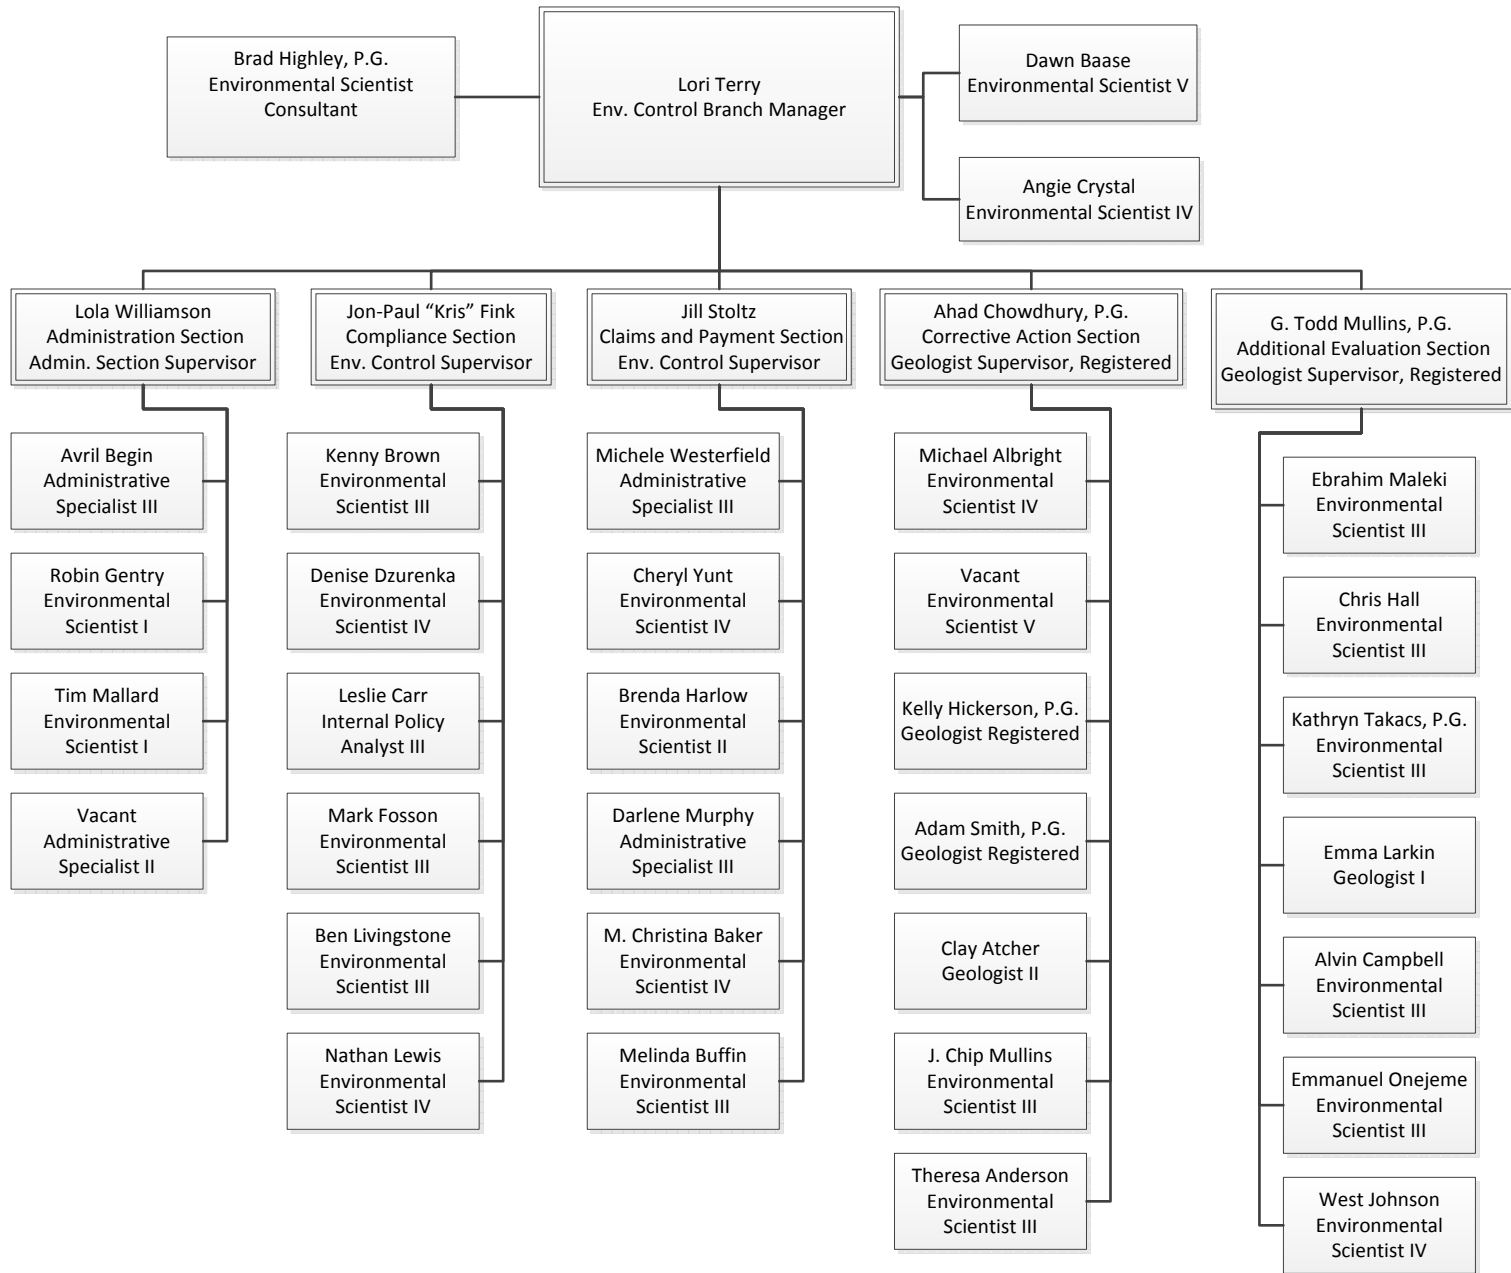 Brad Highley, P.G.
Environmental Scientist
Consultant
Lori Terry
Env. Control Branch Manager
Dawn Baase
Environmental Scientist V
Angie Crystal
Environmental Scientist IV
Lola Williamson
Administration Section
Admin. Section Supervisor
Avril Begin
Administrative
Specialist III
Robin Gentry
Environmental
Scientist I
Tim Mallard
Environmental
Scientist I
Vacant
Administrative
Specialist II
Jon-Paul “Kris” Fink
Compliance Section
Env. Control Supervisor
Kenny Brown
Environmental
Scientist III
Denise Dzurenka
Environmental
Scientist IV
Leslie Carr
Internal Policy
Analyst III
Mark Fosson
Environmental
Scientist III
Ben Livingstone
Environmental
Scientist III
Nathan Lewis
Environmental
Scientist IV
Jill Stoltz
Claims and Payment Section
Env. Control Supervisor
Michele Westerfield
Administrative
Specialist III
Cheryl Yunt
Environmental
Scientist IV
Brenda Harlow
Environmental
Scientist II
Darlene Murphy
Administrative
Specialist III
M. Christina Baker
Environmental
Scientist IV
Melinda Buffin
Environmental
Scientist III
Ahad Chowdhury, P.G.
Corrective Action Section
Geologist Supervisor, Registered
Michael Albright
Environmental
Scientist IV
Vacant
Environmental
Scientist V
Kelly Hickerson, P.G.
Geologist Registered
Adam Smith, P.G.
Geologist Registered
Clay Atcher
Geologist II
J. Chip Mullins
Environmental
Scientist III
Theresa Anderson
Environmental
Scientist III
G. Todd Mullins, P.G.
Additional Evaluation Section
Geologist Supervisor, Registered
Ebrahim Maleki
Environmental
Scientist III
Chris Hall
Environmental
Scientist III
Kathryn Takacs, P.G.
Environmental
Scientist III
Emma Larkin
Geologist I
Alvin Campbell
Environmental
Scientist III
Emmanuel Onejeme
Environmental
Scientist III
West Johnson
Environmental
Scientist IV